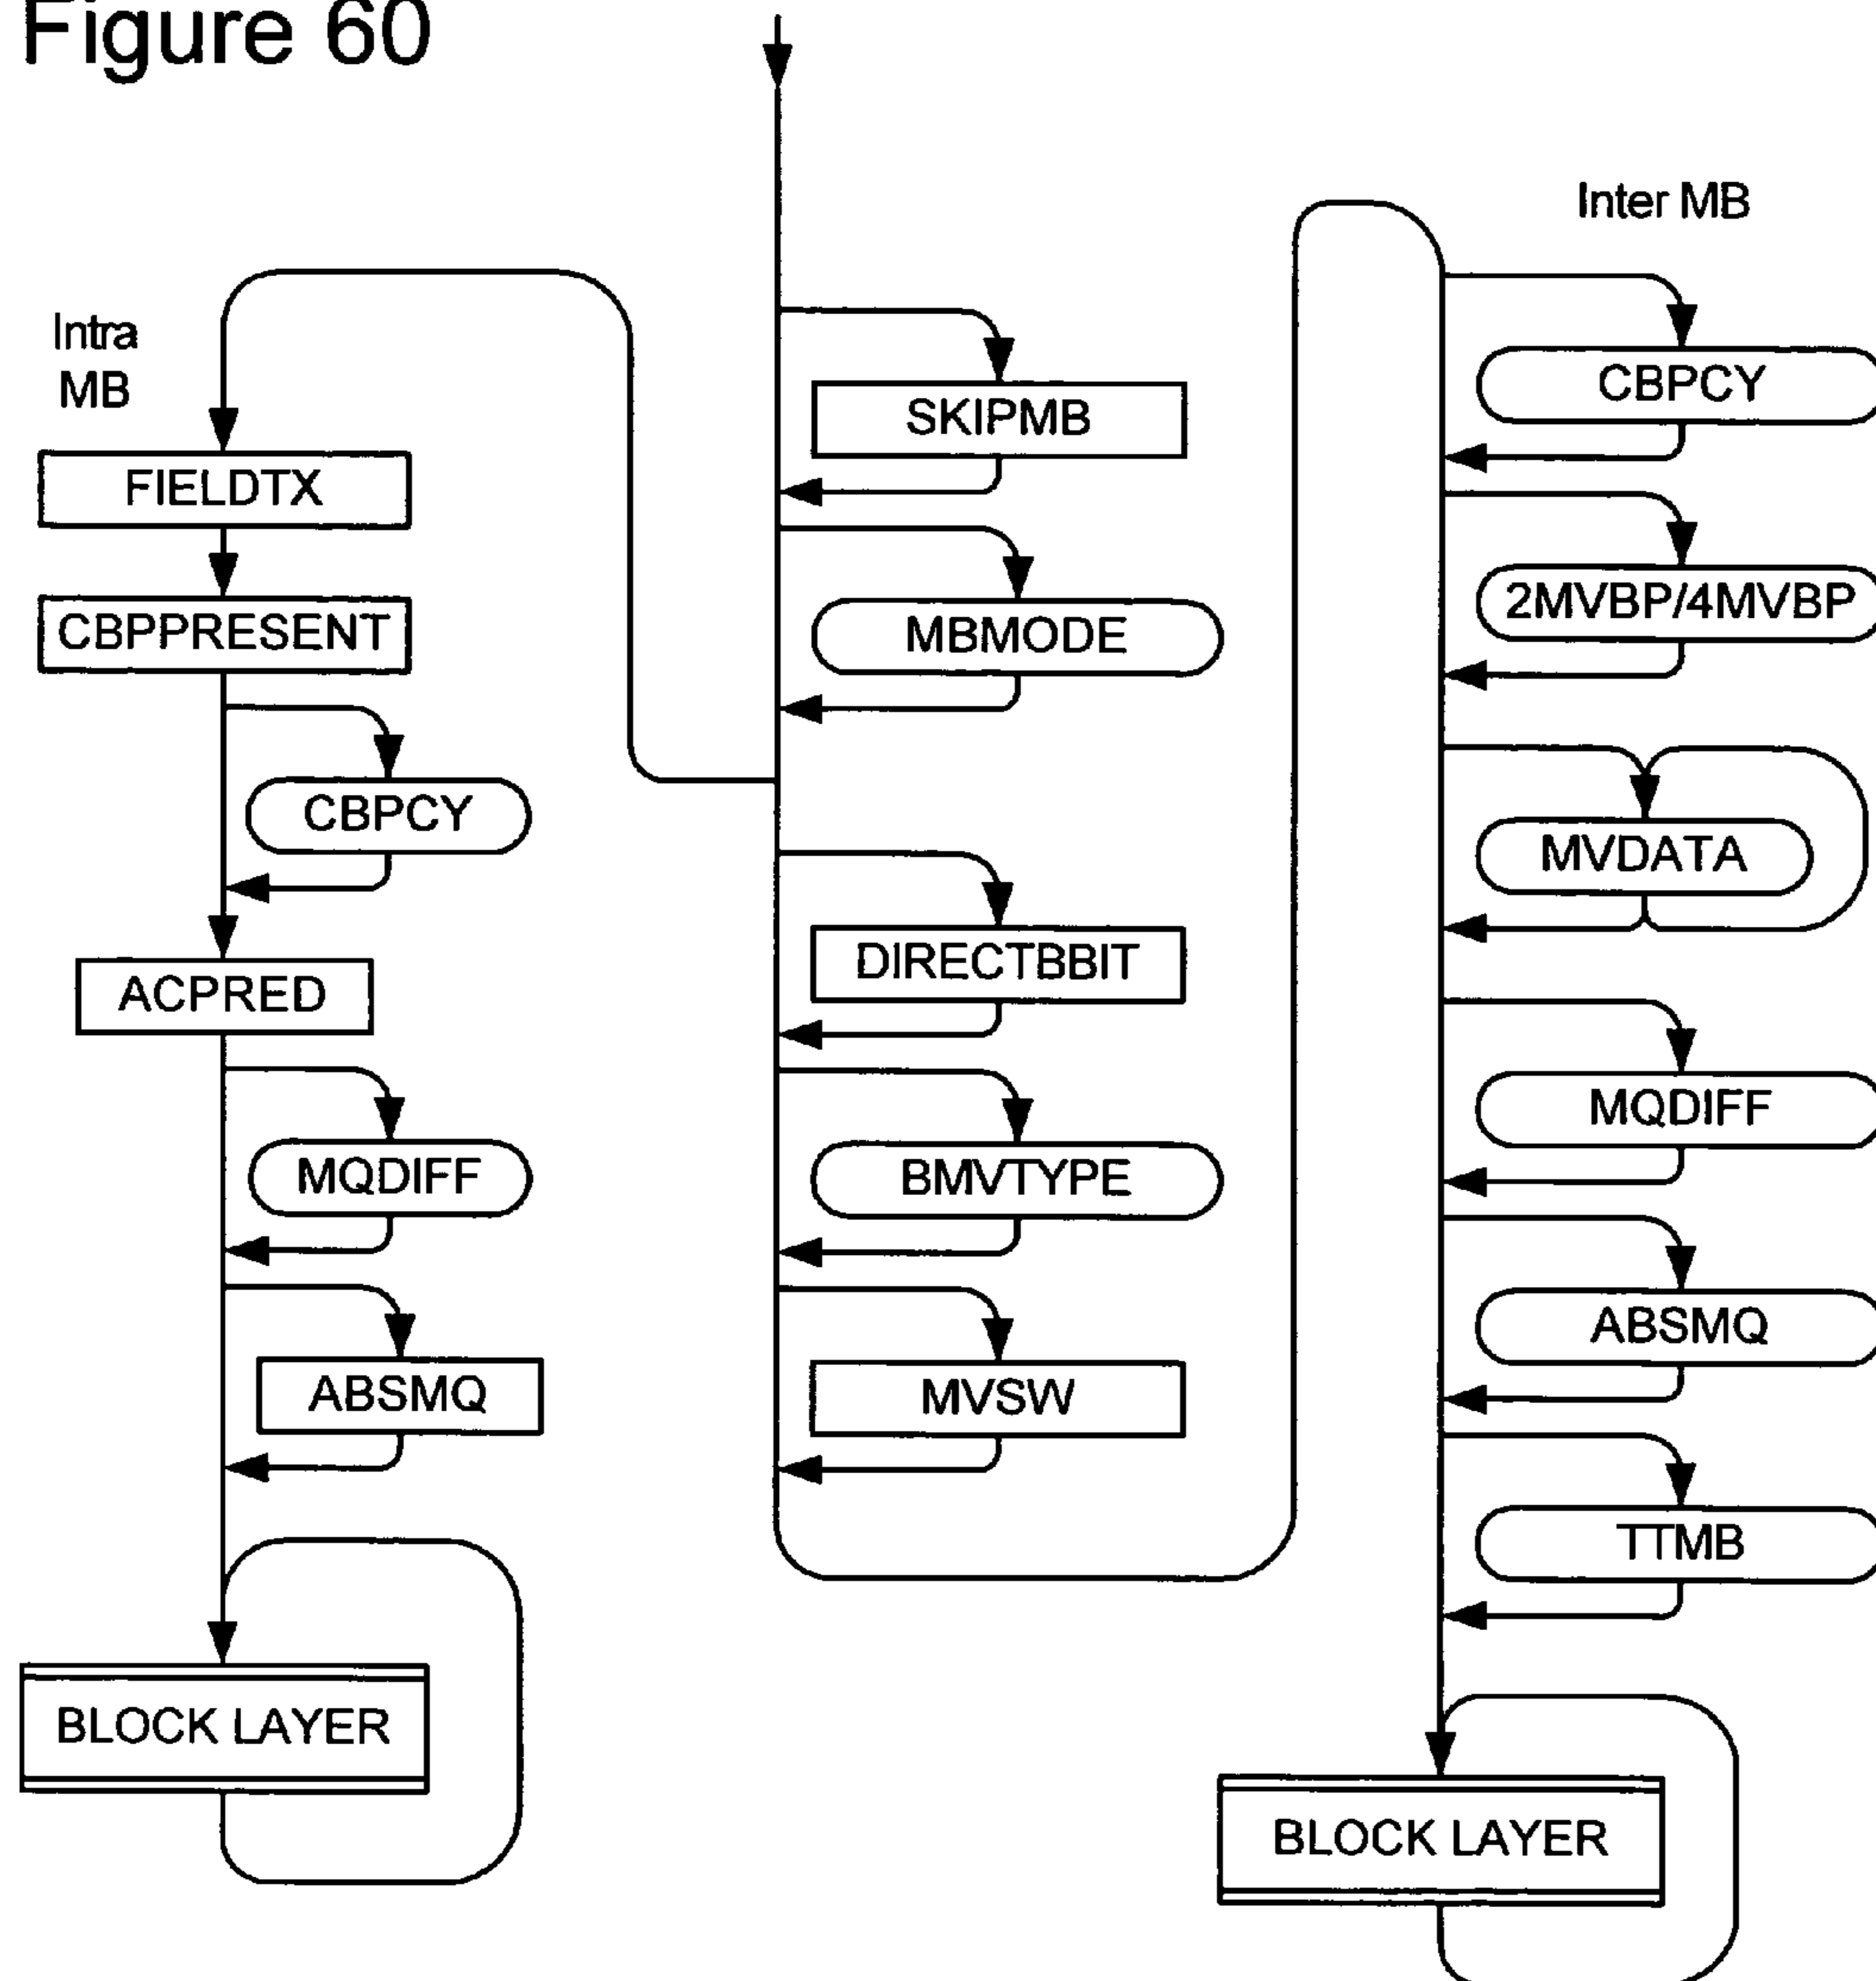 Figure 60
Intra
MB
FIELDTX
CBPPRESENT
CBPCY
ACPRED
MQDIFF
ABSMQ
BLOCK LAYER
SKIPMB
MBMODE
DIRECTBBIT
BMVTYPE
MVSW
Inter MB
CBPCY
2MVBP/4MVBP
MVDATA
MQDIFF
ABSMQ
TTMB
BLOCK LAYER